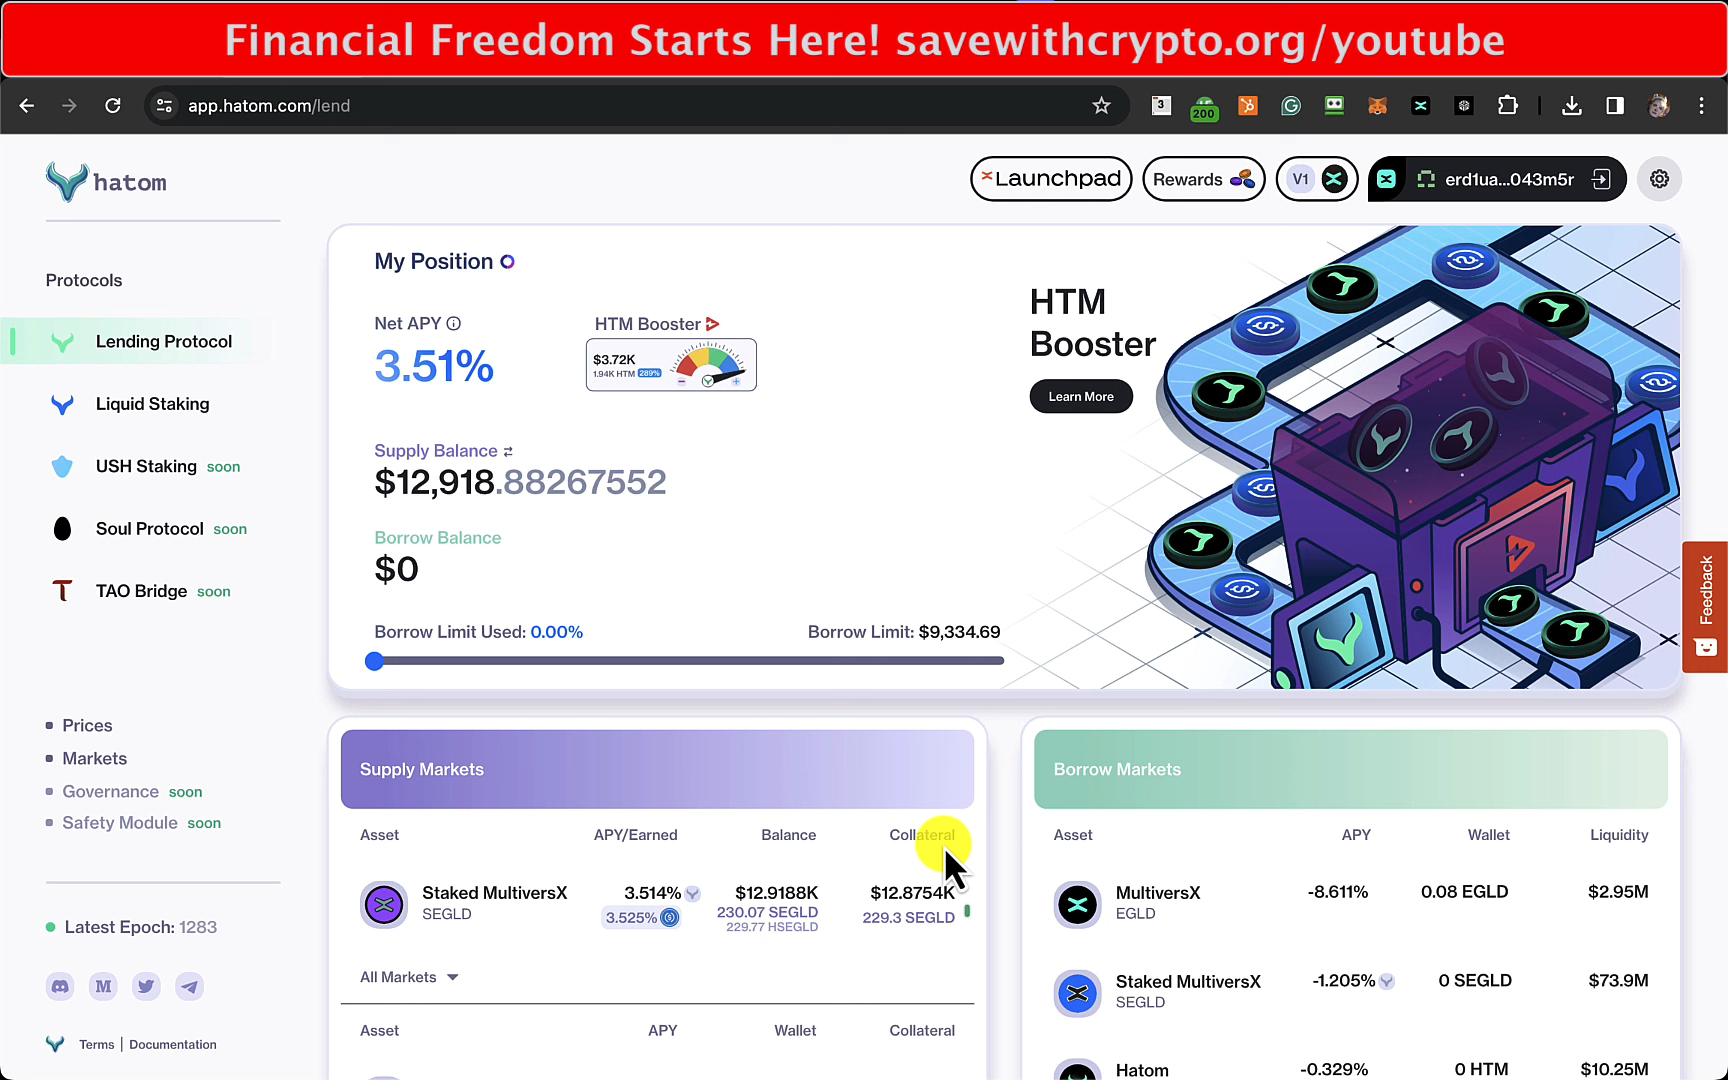 Financial Freedom Starts Here! savewithcrypto.org/youtube
app.hatom.com/lend
3
200
hatom
Launchpad
Rewards
V1
erd1ua...043m5r
Protocols
Lending Protocol
Liquid Staking
USH Staking soon
Soul Protocol soon
TAO Bridge soon
Prices
Markets
Governance soon
Safety Module soon
Latest Epoch: 1283
Terms | Documentation
My Position
Net APY
3.51%
HTM Booster
$3.72K
1.94K HTM 289%
Supply Balance
$12,918.88267552
Borrow Balance
$0
Borrow Limit Used: 0.00%
Borrow Limit: $9,334.69
HTM
Booster
Learn More
Feedback
Supply Markets
Asset APY/Earned Balance Collateral
Staked MultiversX 3.514% $12.9188K $12.8754K
SEGLD 3.525% 230.07 SEGLD 229.3 SEGLD
229.77 HSEGLD
All Markets
Asset APY Wallet Collateral
Borrow Markets
Asset APY Wallet Liquidity
MultiversX -8.611% 0.08 EGLD $2.95M
EGLD
Staked MultiversX -1.205% 0 SEGLD $73.9M
SEGLD
Hatom -0.329% 0 HTM $10.25M